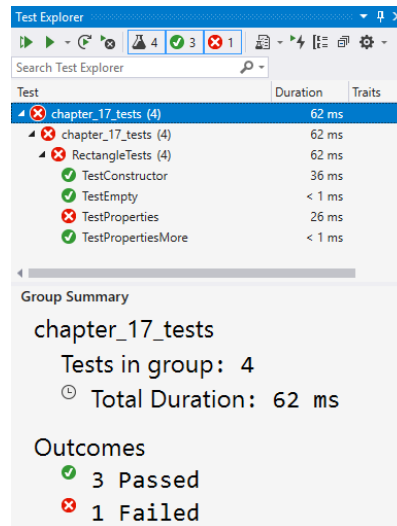 Test Explorer
4 3 1
Search Test Explorer
Test Duration Traits
chapter_17_tests (4) 62 ms
chapter_17_tests (4) 62 ms
RectangleTests (4) 62 ms
TestConstructor 36 ms
TestEmpty < 1 ms
TestProperties 26 ms
TestPropertiesMore < 1 ms
Group Summary
chapter_17_tests
Tests in group: 4
Total Duration: 62 ms
Outcomes
3 Passed
1 Failed